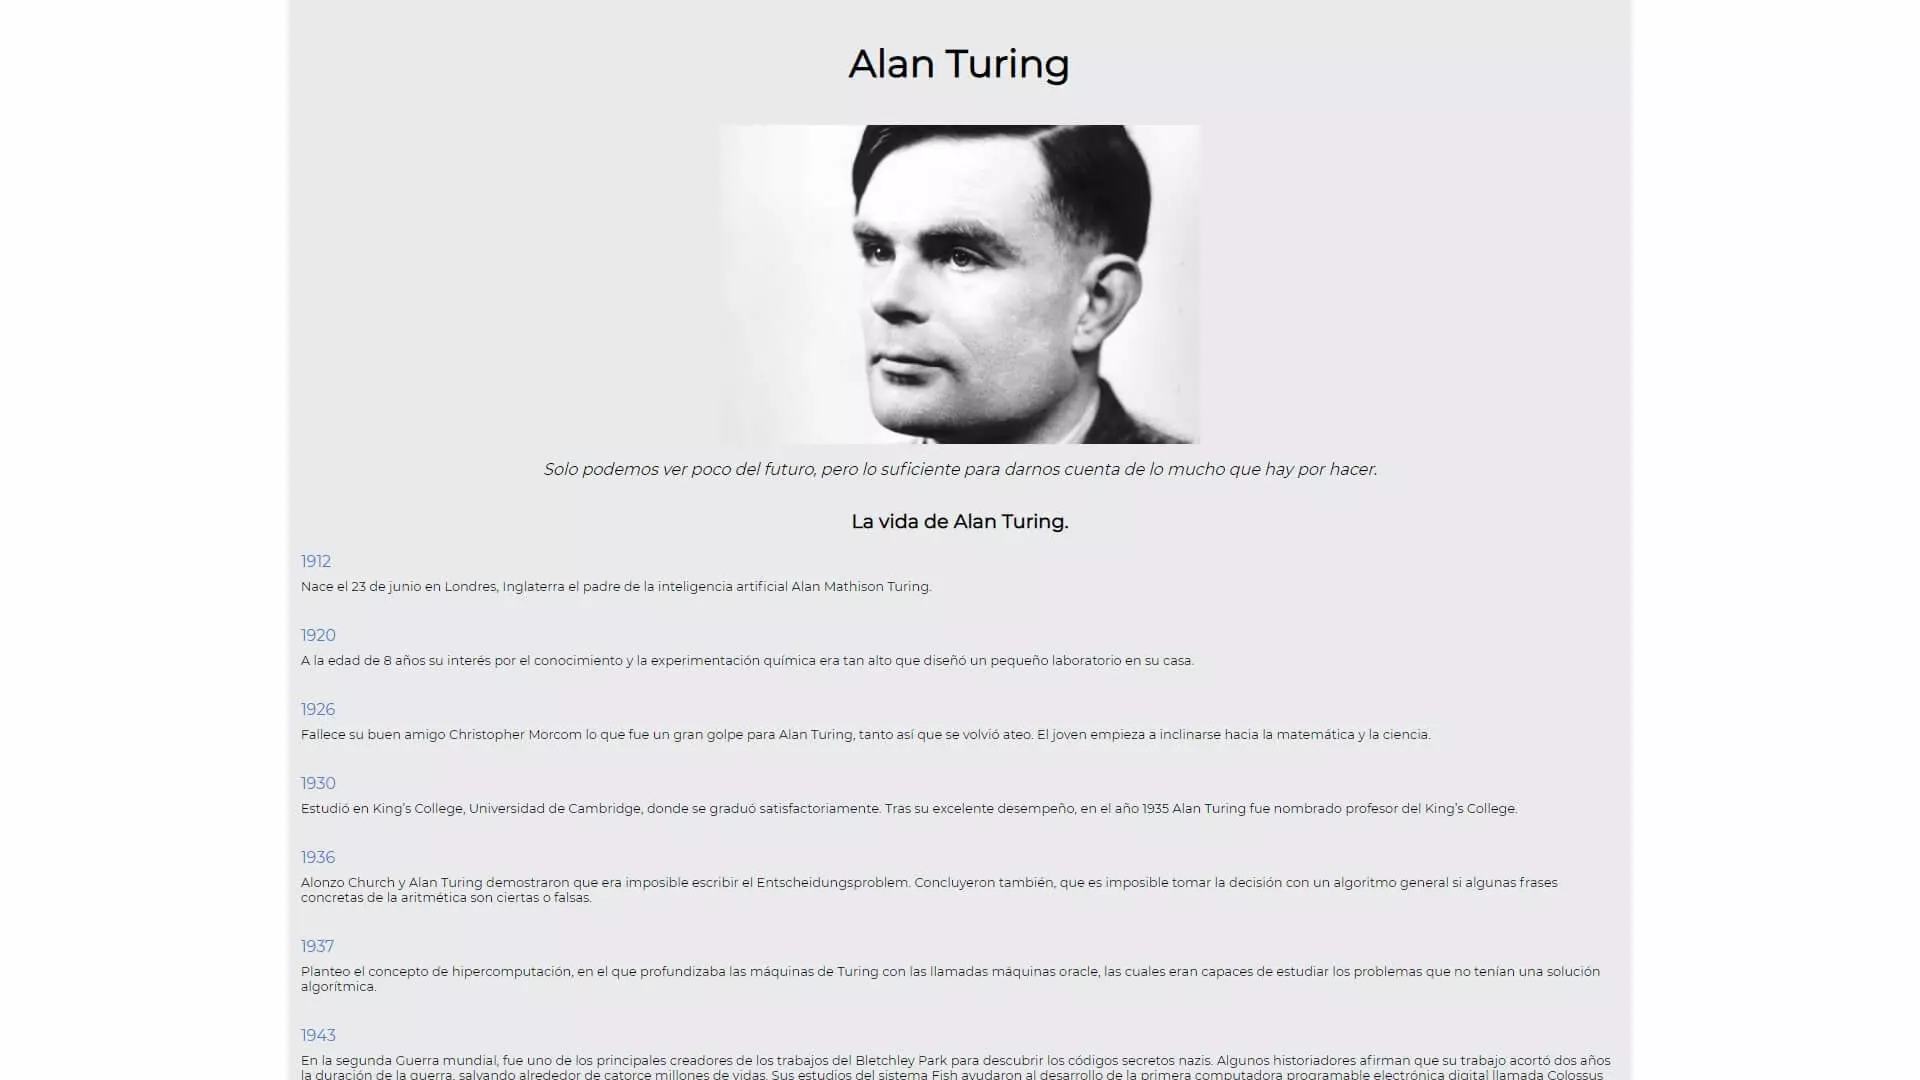 Alan Turing
Solo podemos ver poco del futuro, pero lo suficiente para darnos cuenta de lo mucho que hay por hacer.
La vida de Alan Turing.
1912
Nace el 23 de junio en Londres, Inglaterra el padre de la inteligencia artificial Alan Mathison Turing.
1920
A la edad de 8 años su interés por el conocimiento y la experimentación química era tan alto que diseñó un pequeño laboratorio en su casa.
1926
Fallece su buen amigo Christopher Morcom lo que fue un gran golpe para Alan Turing, tanto así que se volvió ateo. El joven empieza a inclinarse hacia la matemática y la ciencia.
1930
Estudió en King's College, Universidad de Cambridge, donde se graduó satisfactoriamente. Tras su excelente desempeño, en el año 1935 Alan Turing fue nombrado profesor del King's College.
1936
Alonzo Church y Alan Turing demostraron que era imposible escribir el Entscheidungsproblem. Concluyeron también, que es imposible tomar la decisión con un algoritmo general si algunas frases
concretas de la aritmética son ciertas o falsas.
1937
Planteo el concepto de hipercomputación, en el que profundizaba las máquinas de Turing con las llamadas máquinas oracle, las cuales eran capaces de estudiar los problemas que no tenían una solución
algorítmica.
1943
En la segunda Guerra mundial, fue uno de los principales creadores de los trabajos del Bletchley Park para descubrir los códigos secretos nazis. Algunos historiadores afirman que su trabajo acortó dos años
la duración de la guerra, salvando alrededor de catorce millones de vidas. Sus estudios del sistema Fish ayudaron al desarrollo de la primera computadora programable electrónica digital llamada Colossus